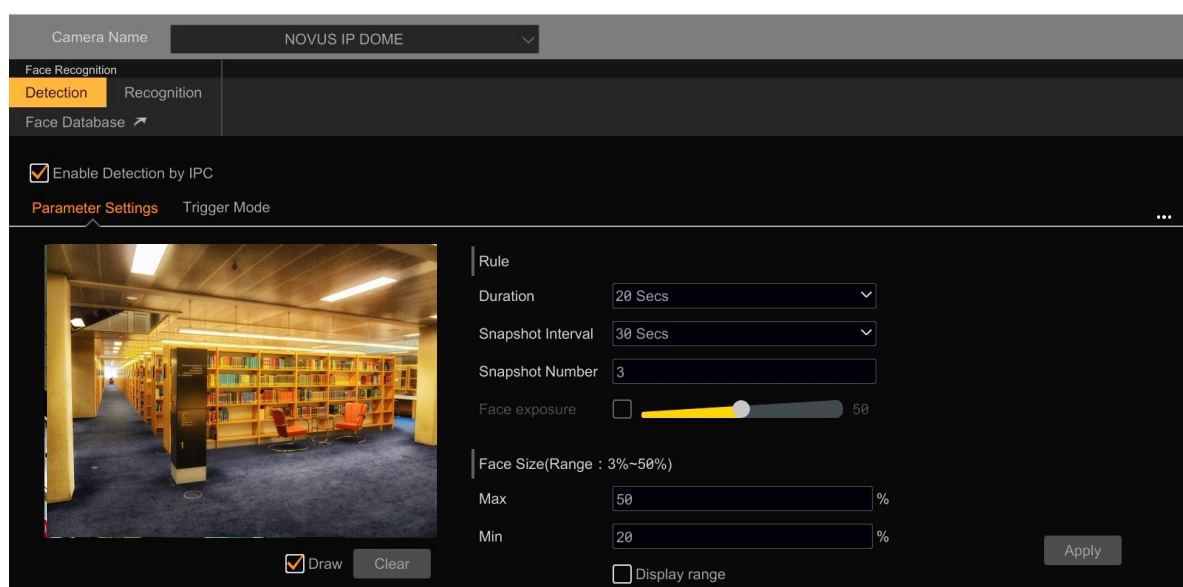 Camera Name NOVUS IP DOME
Face Recognition
Detection Recognition
Face Database
Enable Detection by IPC
Parameter Settings Trigger Mode
...
Rule
Duration 20 Secs
Snapshot Interval 30 Secs
Snapshot Number 3
Face exposure 50
Face Size(Range : 3%~50%)
Max 50 %
Min 20 %
Draw Clear
Display range
Apply
1